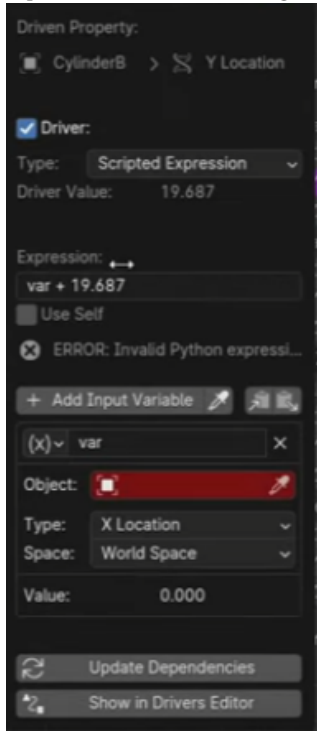 Driven Property:
CylinderB > Y Location
Driver:
Type: Scripted Expression
Driver Value: 19.687
Expression:
var + 19.687
Use Self
ERROR: Invalid Python expressi...
+ Add Input Variable
(x) var
Object:
Type: X Location
Space: World Space
Value: 0.000
Update Dependencies
Show in Drivers Editor